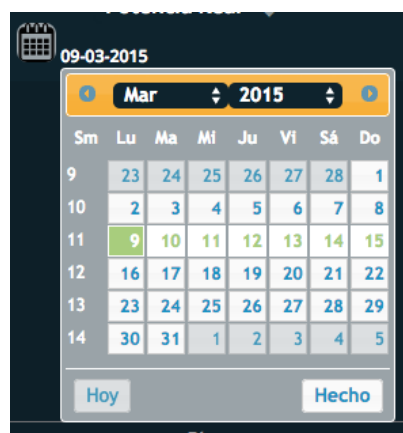 09-03-2015
Mar 2015
Sm Lu Ma Mi Ju Vi Sá Do
9 23 24 25 26 27 28 1
10 2 3 4 5 6 7 8
11 9 10 11 12 13 14 15
12 16 17 18 19 20 21 22
13 23 24 25 26 27 28 29
14 30 31 1 2 3 4 5
Hoy Hecho